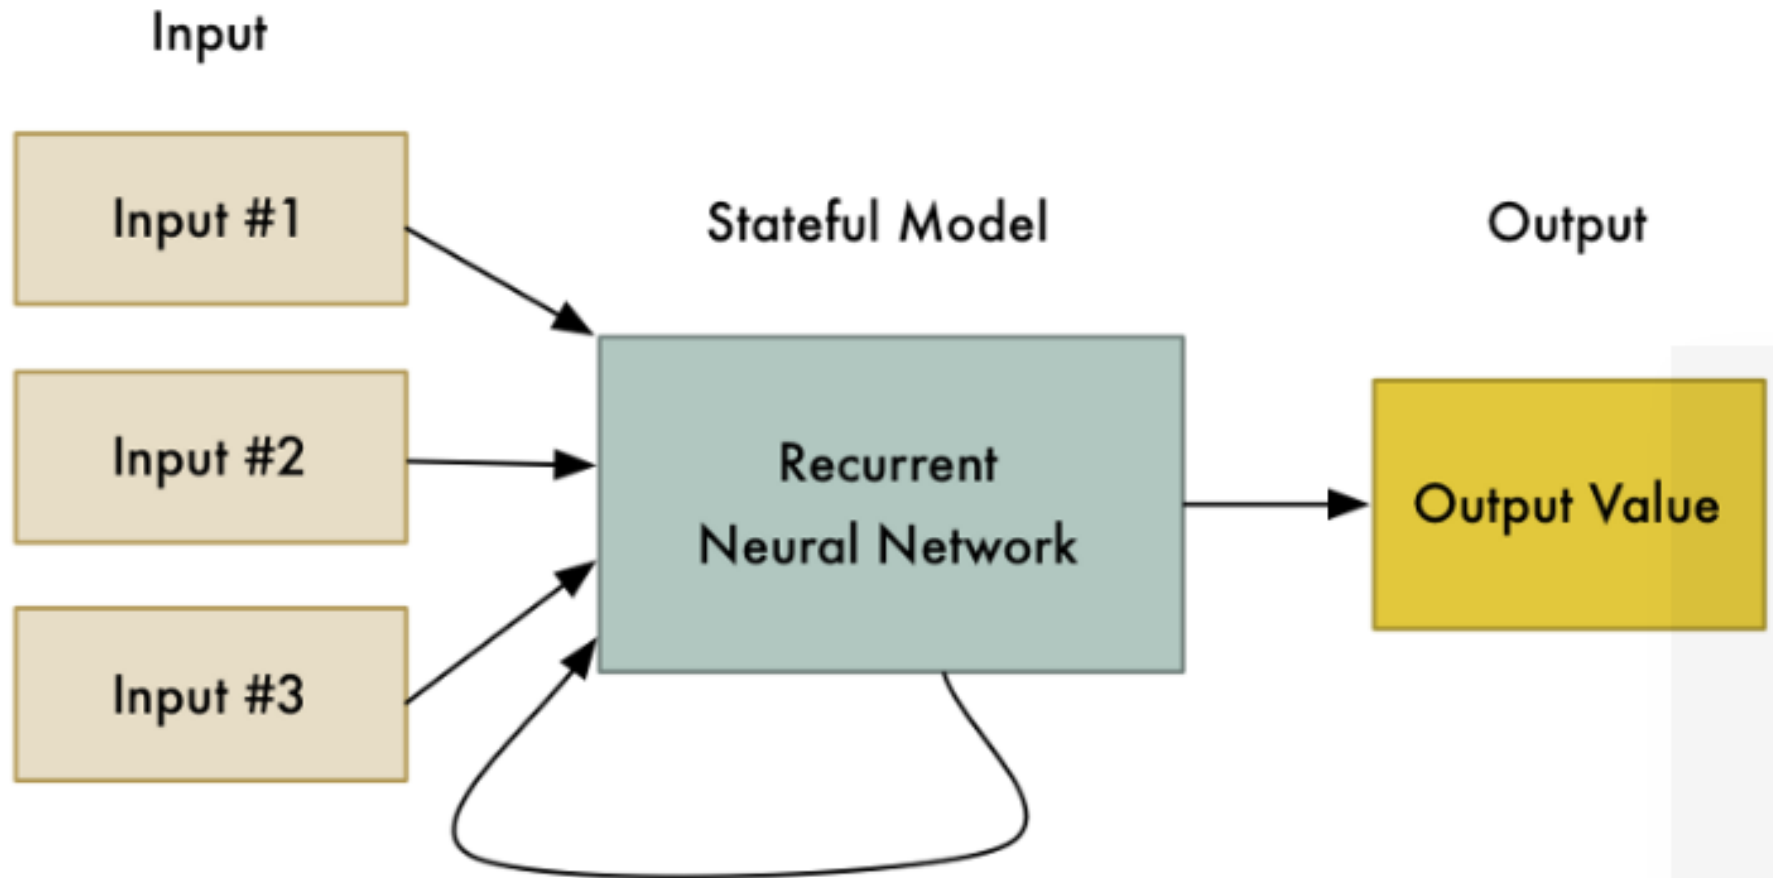 Input
Input #1
Stateful Model
Output
Input #2
Recurrent
Neural Network
Output Value
Input #3